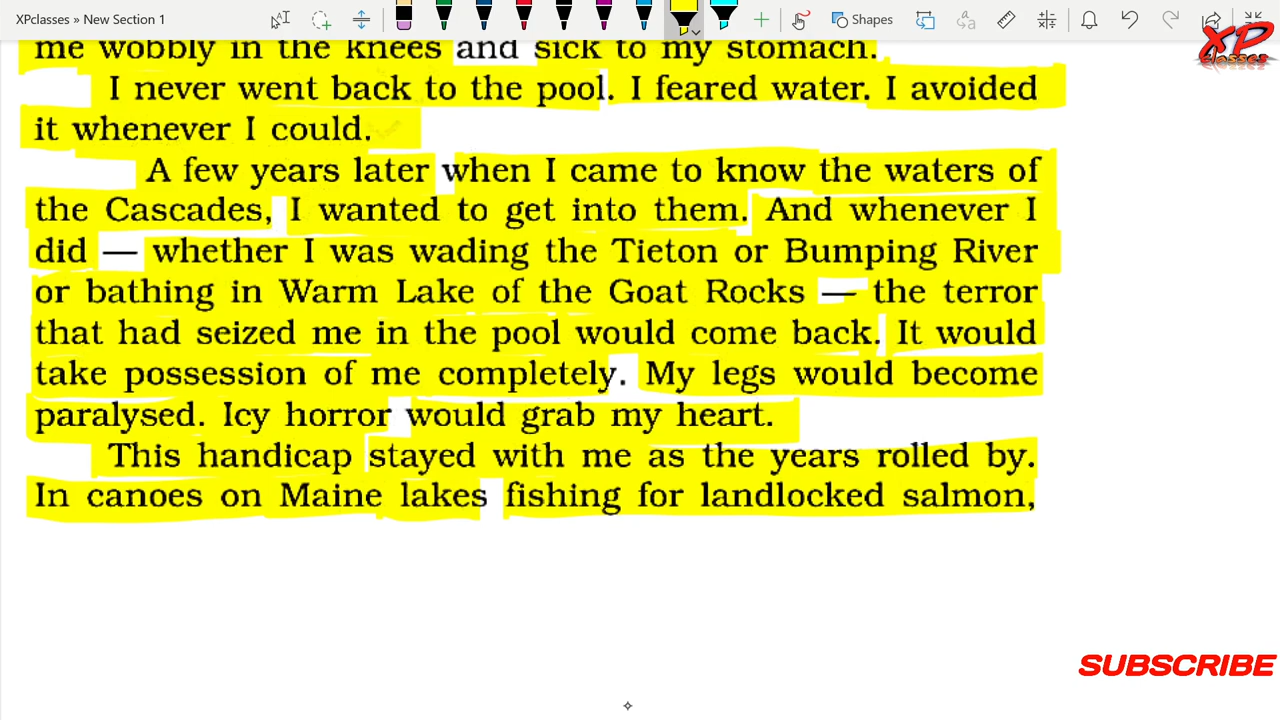 XPclasses » New Section 1
Shapes
XP
Classes
me wobbly in the knees and sick to my stomach.
I never went back to the pool. I feared water. I avoided
it whenever I could.
A few years later when I came to know the waters of
the Cascades, I wanted to get into them. And whenever I
did — whether I was wading the Tieton or Bumping River
or bathing in Warm Lake of the Goat Rocks — the terror
that had seized me in the pool would come back. It would
take possession of me completely. My legs would become
paralysed. Icy horror would grab my heart.
This handicap stayed with me as the years rolled by.
In canoes on Maine lakes fishing for landlocked salmon,
SUBSCRIBE